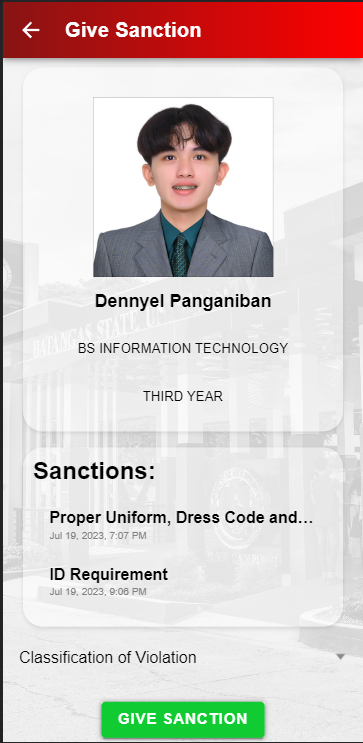 Give Sanction
Dennyel Panganiban
BS INFORMATION TECHNOLOGY
THIRD YEAR
Sanctions:
Proper Uniform, Dress Code and…
Jul 19, 2023, 7:07 PM
ID Requirement
Jul 19, 2023, 9:06 PM
Classification of Violation
GIVE SANCTION